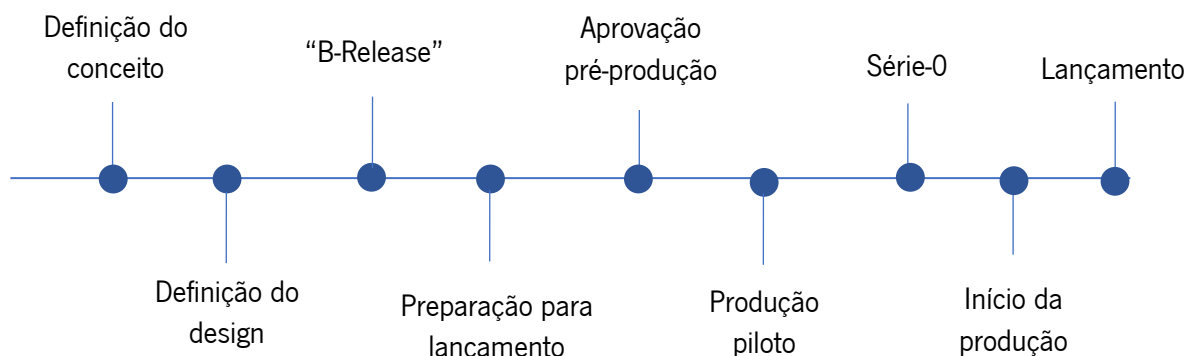 Definição do
conceito
Definição do
design
“B-Release”
Preparação para
lançamento
Aprovação
pré-produção
Produção
piloto
Série-0
Início da
produção
Lançamento